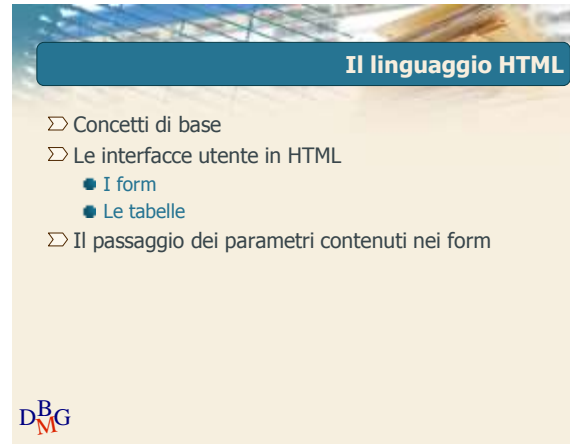 Il linguaggio HTML
Concetti di base
Le interfacce utente in HTML
I form
Le tabelle
Il passaggio dei parametri contenuti nei form
DBMG